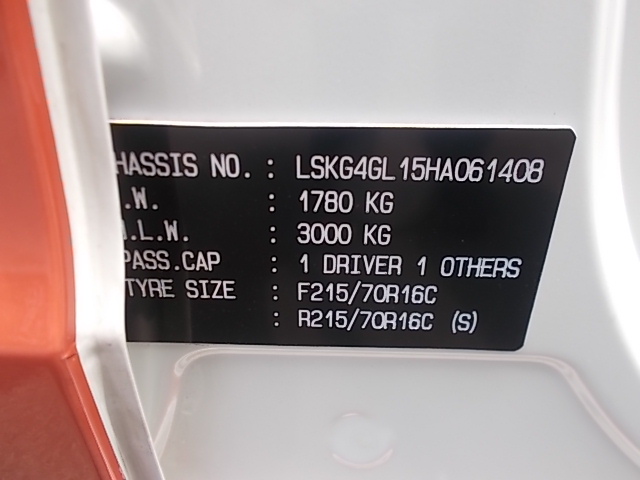 HASSIS NO. : LSKG4GL15HA061408
.W. : 1780 KG
.L.W. : 3000 KG
PASS.CAP : 1 DRIVER 1 OTHERS
TYRE SIZE : F215/70R16C
: R215/70R16C (S)